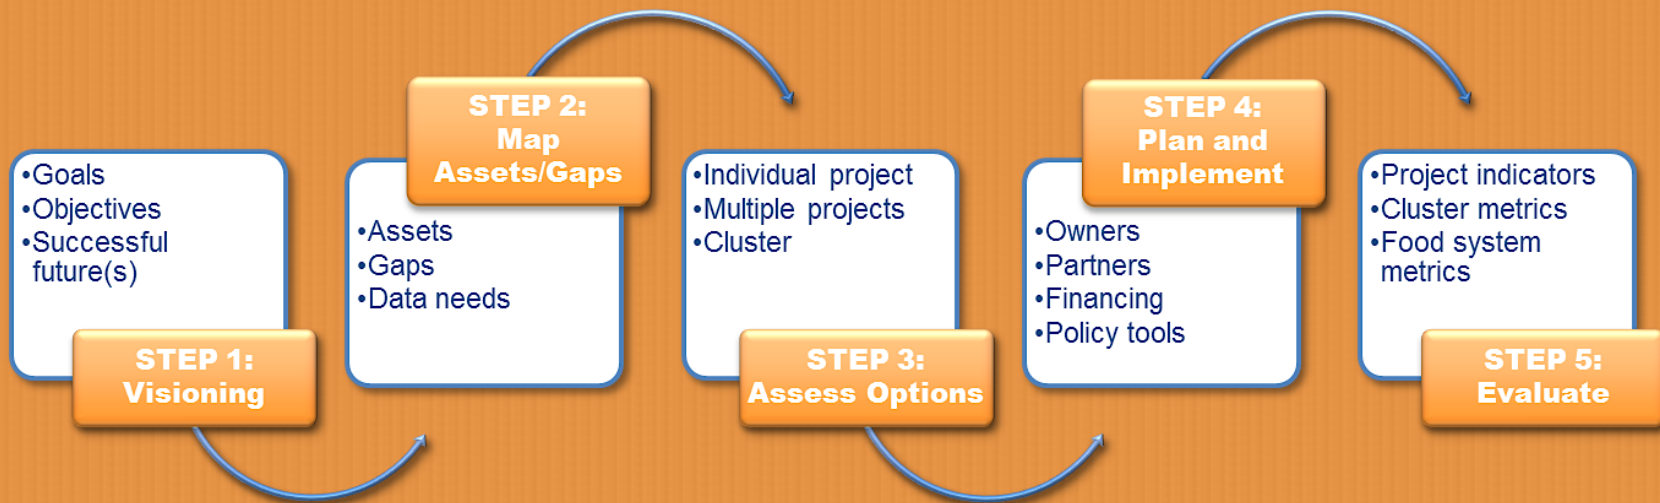 •Goals
•Objectives
•Successful
future(s)
STEP 1:
Visioning
STEP 2:
Map
Assets/Gaps
•Assets
•Gaps
•Data needs
•Individual project
•Multiple projects
•Cluster
STEP 3:
Assess Options
STEP 4:
Plan and
Implement
•Owners
•Partners
•Financing
•Policy tools
•Project indicators
•Cluster metrics
•Food system
metrics
STEP 5:
Evaluate